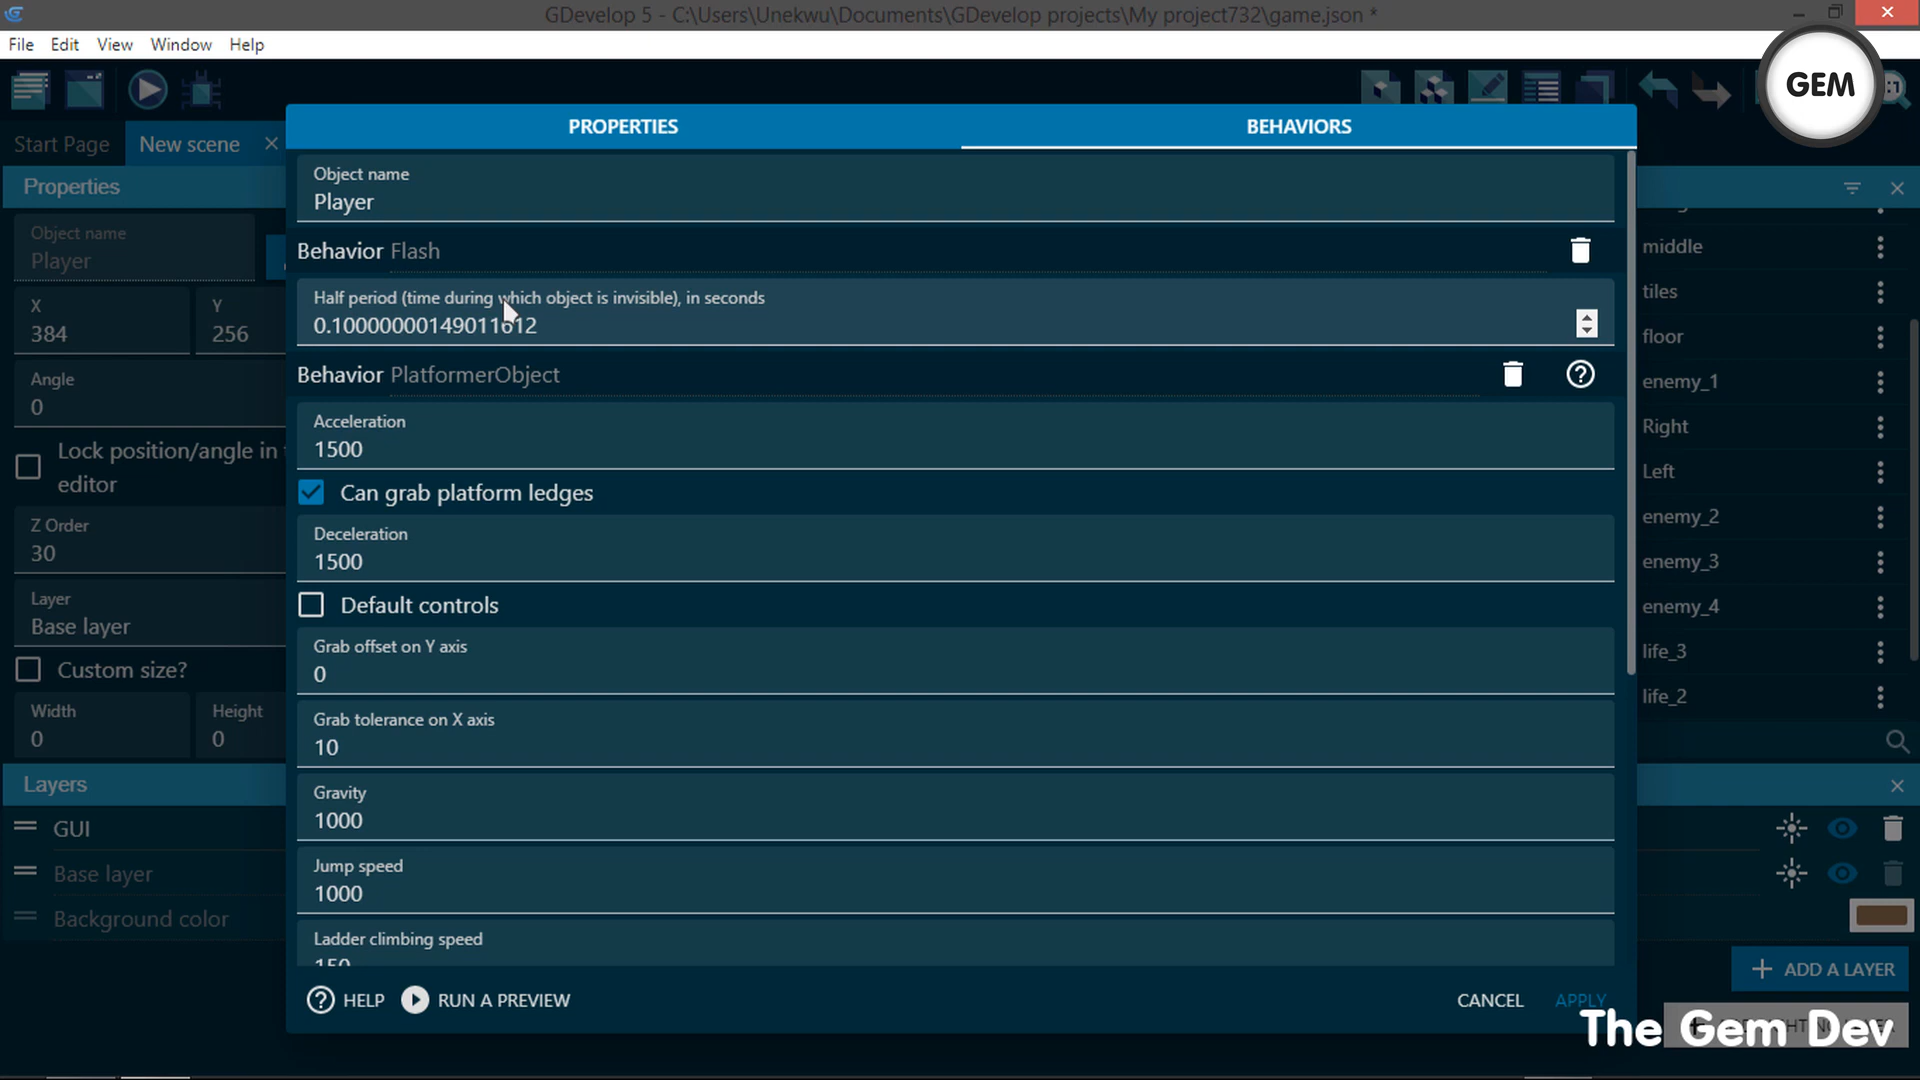 GDevelop 5 - C:\Users\Unekwu\Documents\GDevelop projects\My project732\game.json *
File Edit View Window Help
GEM
Start Page
New scene
PROPERTIES
BEHAVIORS
Properties
Object name
Player
X
384
Y
256
Angle
0
Lock position/angle in
editor
Z Order
30
Layer
Base layer
Custom size?
Width
0
Height
0
Object name
Player
Behavior Flash
Half period (time during which object is invisible), in seconds
0.10000000149011612
Behavior PlatformerObject
Acceleration
1500
Can grab platform ledges
Deceleration
1500
Default controls
Grab offset on Y axis
0
Grab tolerance on X axis
10
Gravity
1000
Jump speed
1000
Ladder climbing speed
150
HELP
RUN A PREVIEW
CANCEL
APPLY
middle
tiles
floor
enemy_1
Right
Left
enemy_2
enemy_3
enemy_4
life_3
life_2
Layers
GUI
Base layer
Background color
ADD A LAYER
The Gem Dev